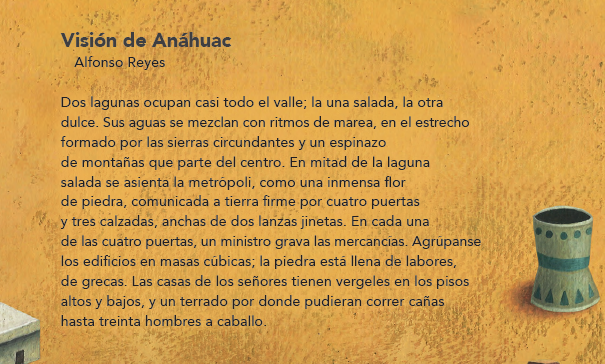 Visión de Anáhuac
Alfonso Reyes
Dos lagunas ocupan casi todo el valle; la una salada, la otra
dulce. Sus aguas se mezclan con ritmos de marea, en el estrecho
formado por las sierras circundantes y un espinazo
de montañas que parte del centro. En mitad de la laguna
salada se asienta la metrópoli, como una inmensa flor
de piedra, comunicada a tierra firme por cuatro puertas
y tres calzadas, anchas de dos lanzas jinetas. En cada una
de las cuatro puertas, un ministro grava las mercancías. Agrúpanse
los edificios en masas cúbicas; la piedra está llena de labores,
de grecas. Las casas de los señores tienen vergeles en los pisos
altos y bajos, y un terrado por donde pudieran correr cañas
hasta treinta hombres a caballo.